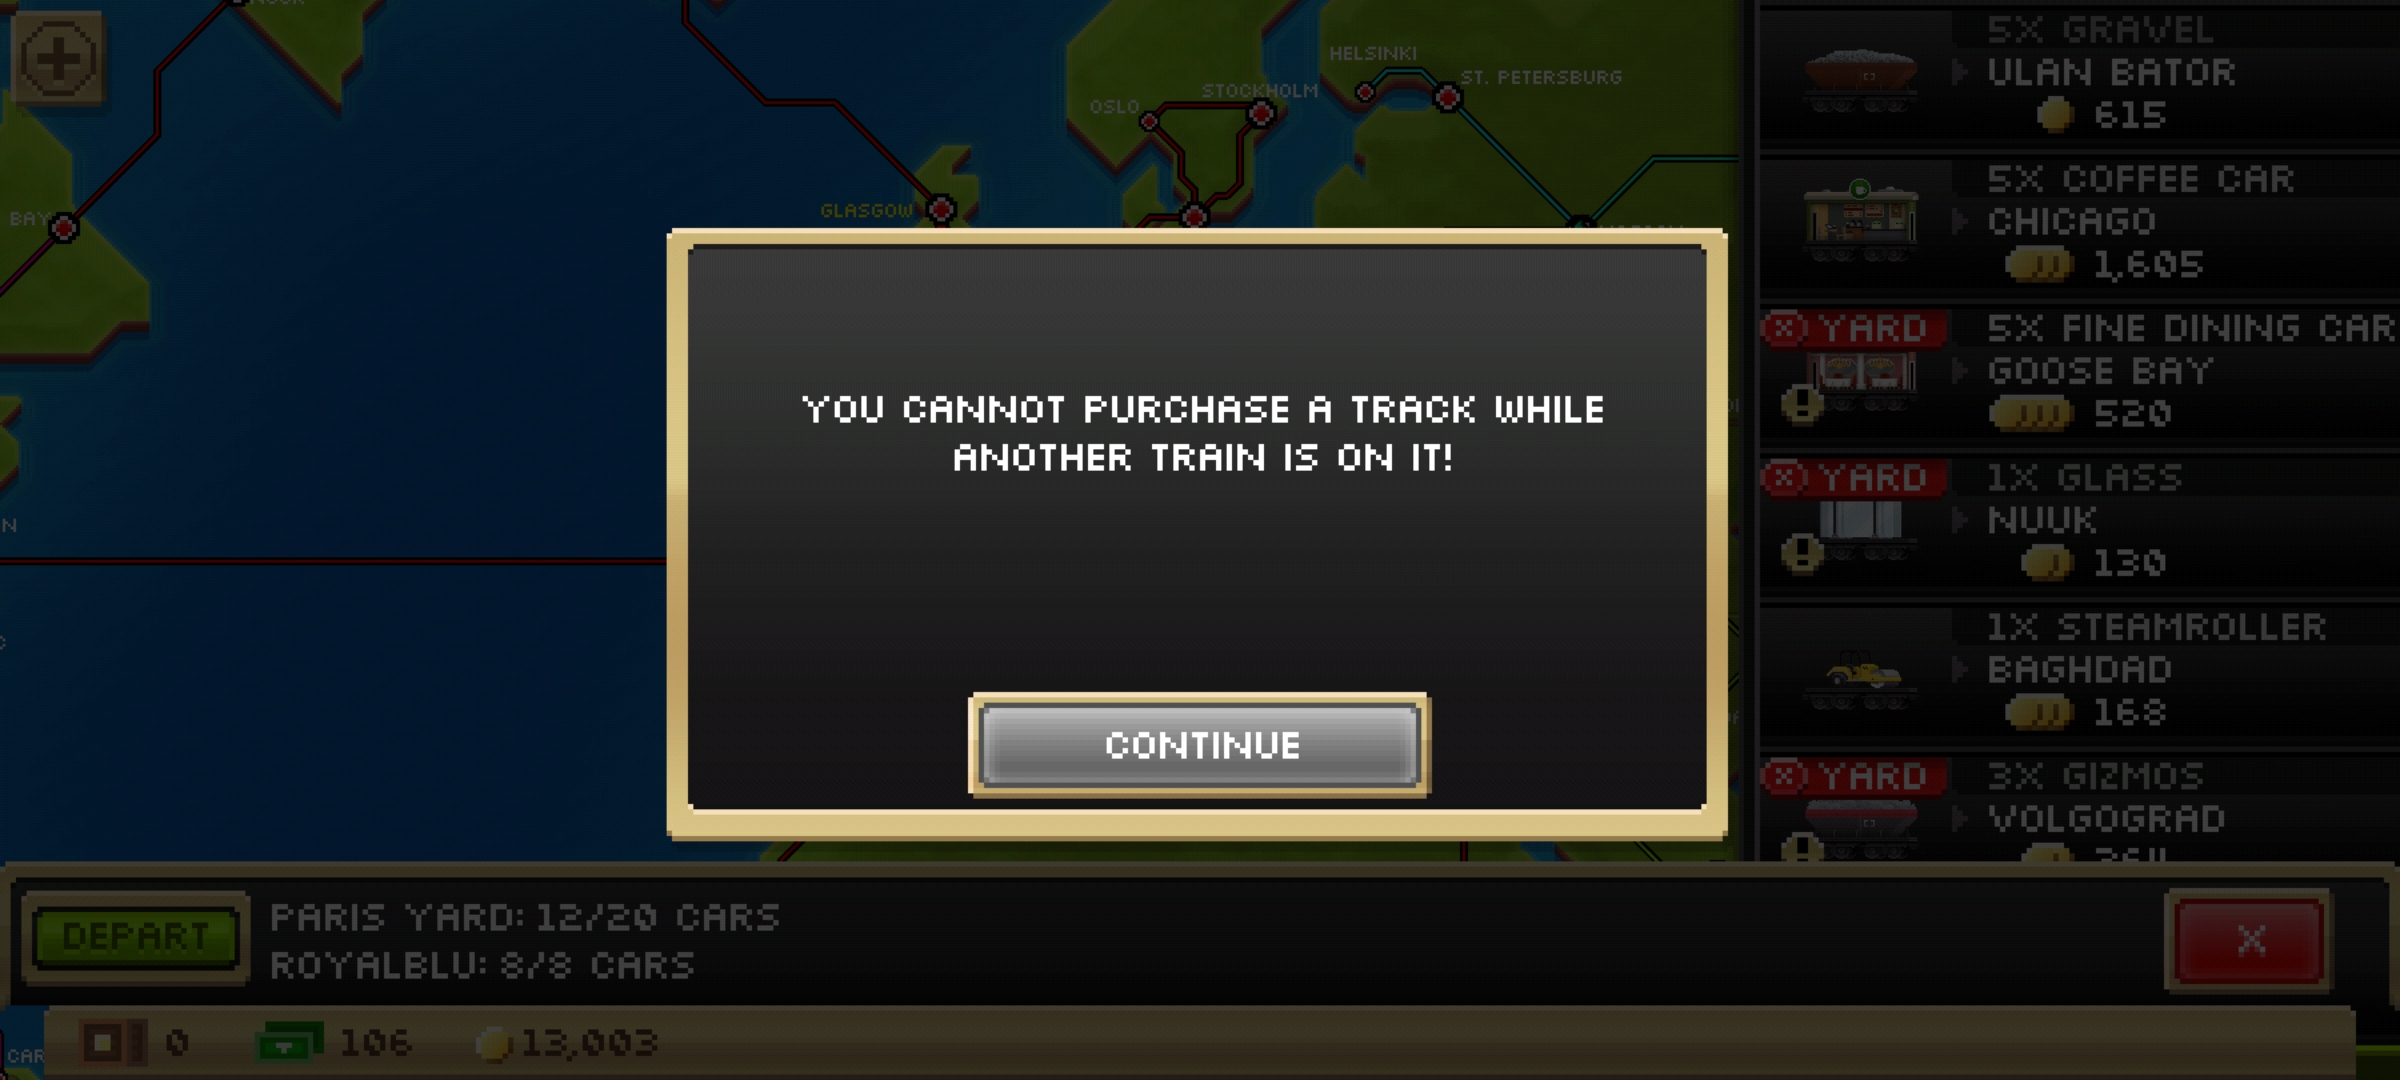 NUUK
HELSINKI
ST. PETERSBURG
STOCKHOLM
OSLO
GLASGOW
BAY
5X GRAVEL
ULAN BATOR
615
5X COFFEE CAR
CHICAGO
1,605
YARD
5X FINE DINING CAR
GOOSE BAY
520
YARD
1X GLASS
NUUK
130
1X STEAMROLLER
BAGHDAD
168
YARD
3X GIZMOS
VOLGOGRAD
YOU CANNOT PURCHASE A TRACK WHILE
ANOTHER TRAIN IS ON IT!
CONTINUE
N
DEPART
PARIS YARD: 12/20 CARS
ROYALBLU: 8/8 CARS
X
0
106
13,003
CAR